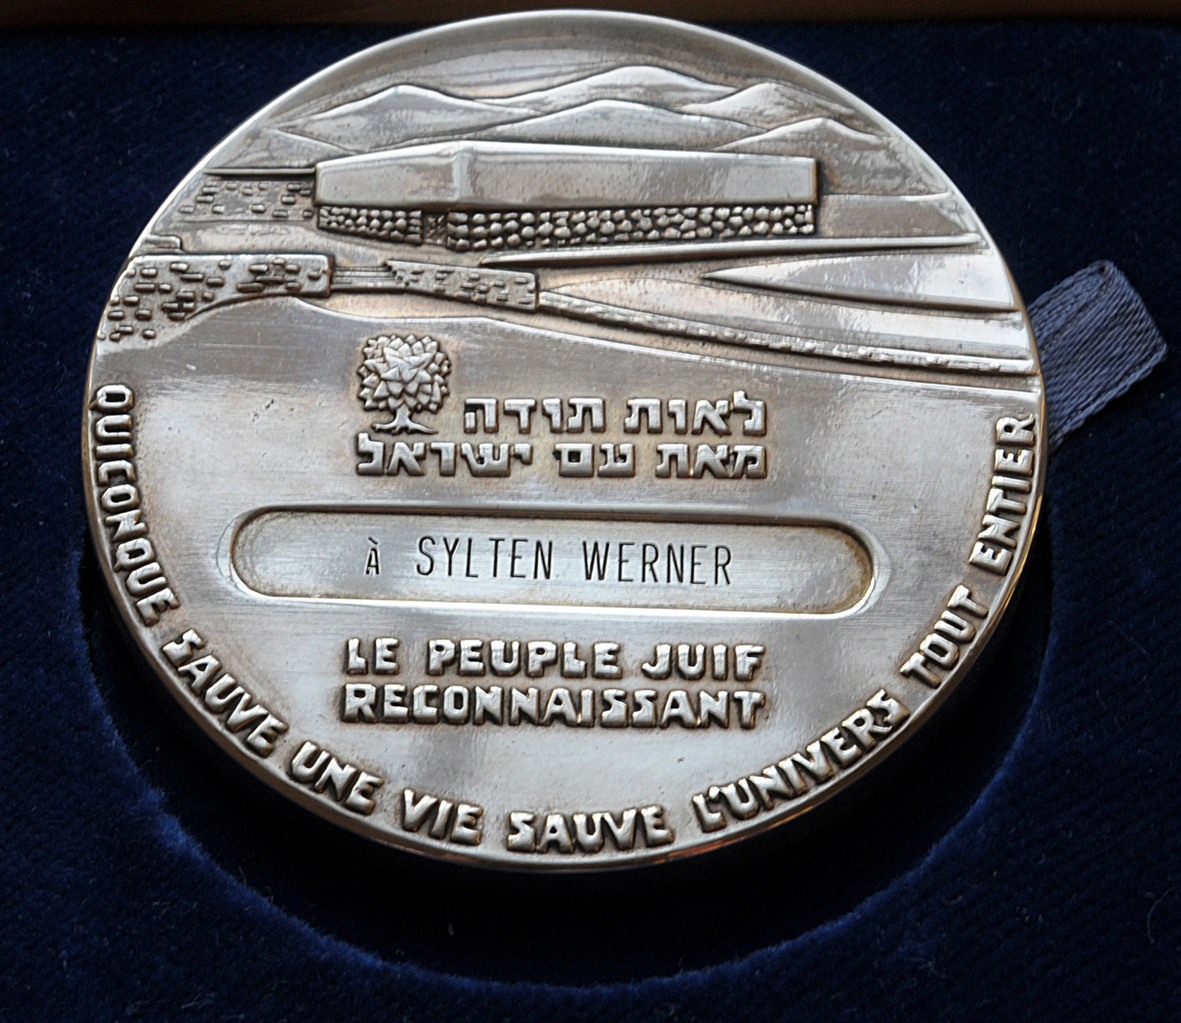 לאות תודה
מאת עם ישראל
À SYLTEN WERNER
LE PEUPLE JUIF
RECONNAISSANT
QUICONQUE SAUVE UNE VIE SAUVE L'UNIVERS TOUT ENTIER